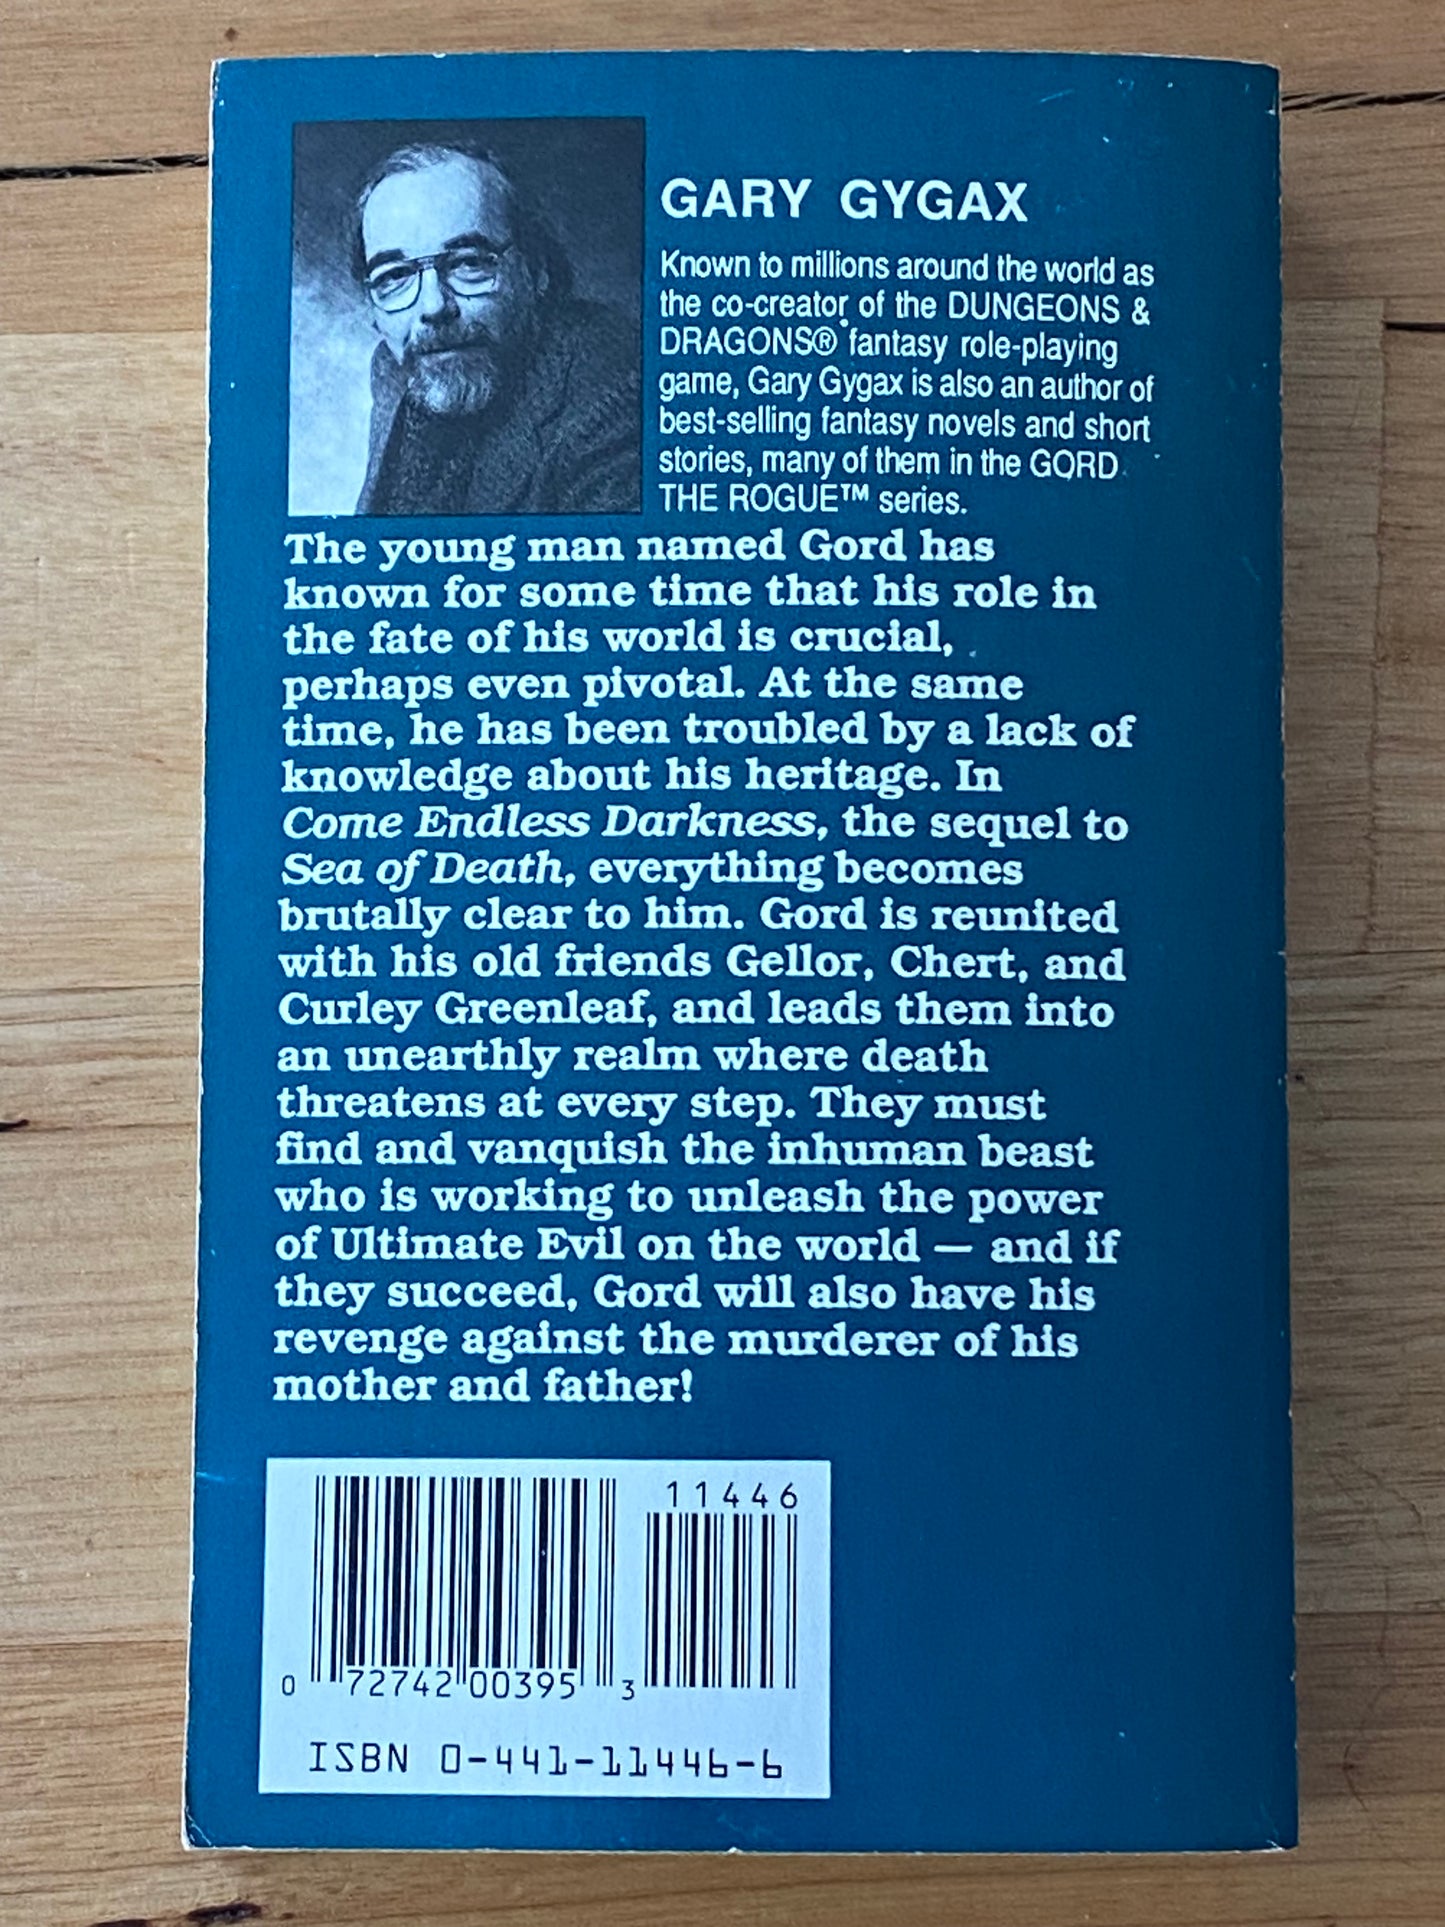 GARY GYGAX
Known to millions around the world as
the co-creator of the DUNGEONS &
DRAGONS® fantasy role-playing
game, Gary Gygax is also an author of
best-selling fantasy novels and short
stories, many of them in the GORD
THE ROGUE™ series.
The young man named Gord has
known for some time that his role in
the fate of his world is crucial,
perhaps even pivotal. At the same
time, he has been troubled by a lack of
knowledge about his heritage. In
Come Endless Darkness, the sequel to
Sea of Death, everything becomes
brutally clear to him. Gord is reunited
with his old friends Gellor, Chert, and
Curley Greenleaf, and leads them into
an unearthly realm where death
threatens at every step. They must
find and vanquish the inhuman beast
who is working to unleash the power
of Ultimate Evil on the world — and if
they succeed, Gord will also have his
revenge against the murderer of his
mother and father!
11446
0 72742 00395 3
ISBN 0-441-11446-6